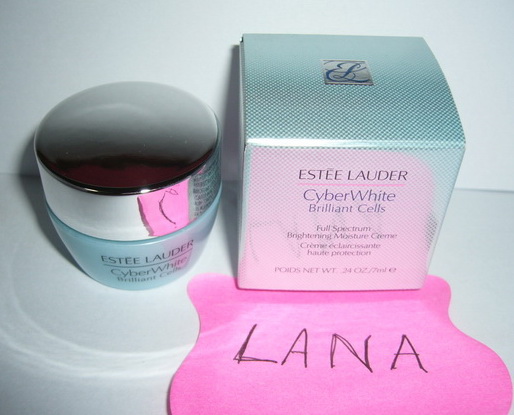 ESTĒE LAUDER
CyberWhite
Brilliant Cells
ESTĒE LAUDER
CyberWhite
Brilliant Cells
Full Spectrum
Brightening Moisture Creme
Crème éclaircissante
haute protection
POIDS NET WT. .24 OZ./7ml ℮
LANA